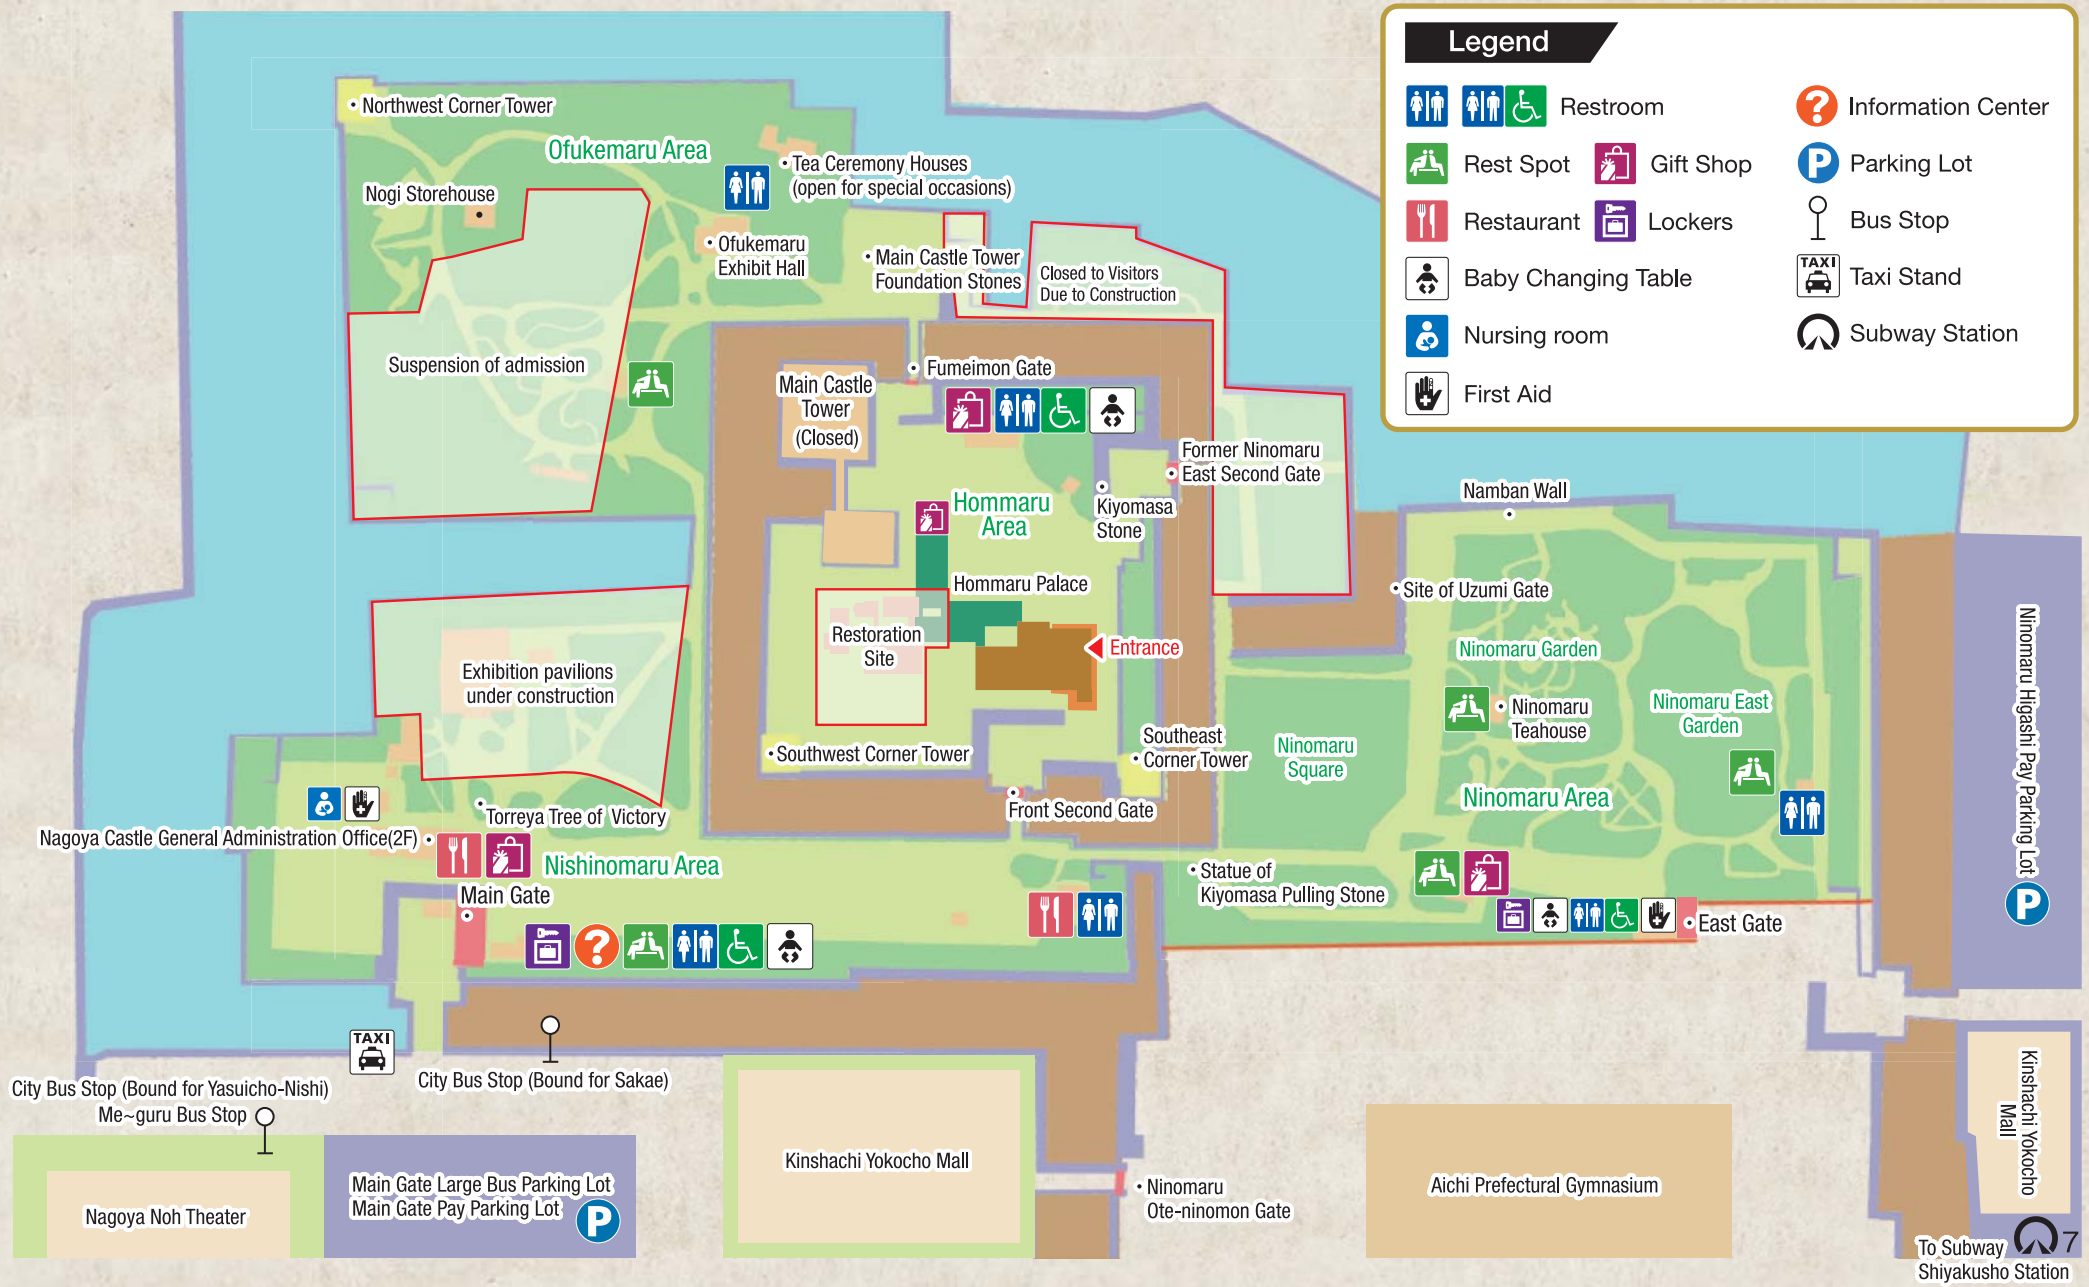 Legend
Restroom
Information Center
Rest Spot
Gift Shop
Parking Lot
Restaurant
Lockers
Bus Stop
Baby Changing Table
TAXI
Taxi Stand
Nursing room
Subway Station
First Aid
?
P
• Northwest Corner Tower
Ofukemaru Area
• Tea Ceremony Houses
(open for special occasions)
Nogi Storehouse
• Ofukemaru
Exhibit Hall
• Main Castle Tower
Foundation Stones
Closed to Visitors
Due to Construction
Suspension of admission
Main Castle
Tower
(Closed)
Fumeimon Gate
Former Ninomaru
East Second Gate
Hommaru
Area
Kiyomasa
Stone
Namban Wall
Hommaru Palace
• Site of Uzumi Gate
Restoration
Site
Entrance
Ninomaru Garden
Exhibition pavilions
under construction
Ninomaru East
Garden
• Ninomaru
Teahouse
Ninomaru Higashi Pay Parking Lot
P
• Southwest Corner Tower
Southeast
• Corner Tower
Ninomaru
Square
Ninomaru Area
Torreya Tree of Victory
Front Second Gate
Nagoya Castle General Administration Office(2F) •
Nishinomaru Area
Main Gate
• Statue of
Kiyomasa Pulling Stone
East Gate
?
TAXI
City Bus Stop (Bound for Sakae)
City Bus Stop (Bound for Yasuicho-Nishi)
Me~guru Bus Stop
Nagoya Noh Theater
Main Gate Large Bus Parking Lot
Main Gate Pay Parking Lot
P
Kinshachi Yokocho Mall
• Ninomaru
Ote-ninomon Gate
Aichi Prefectural Gymnasium
Kinshachi Yokocho
Mall
To Subway
Shiyakusho Station
7